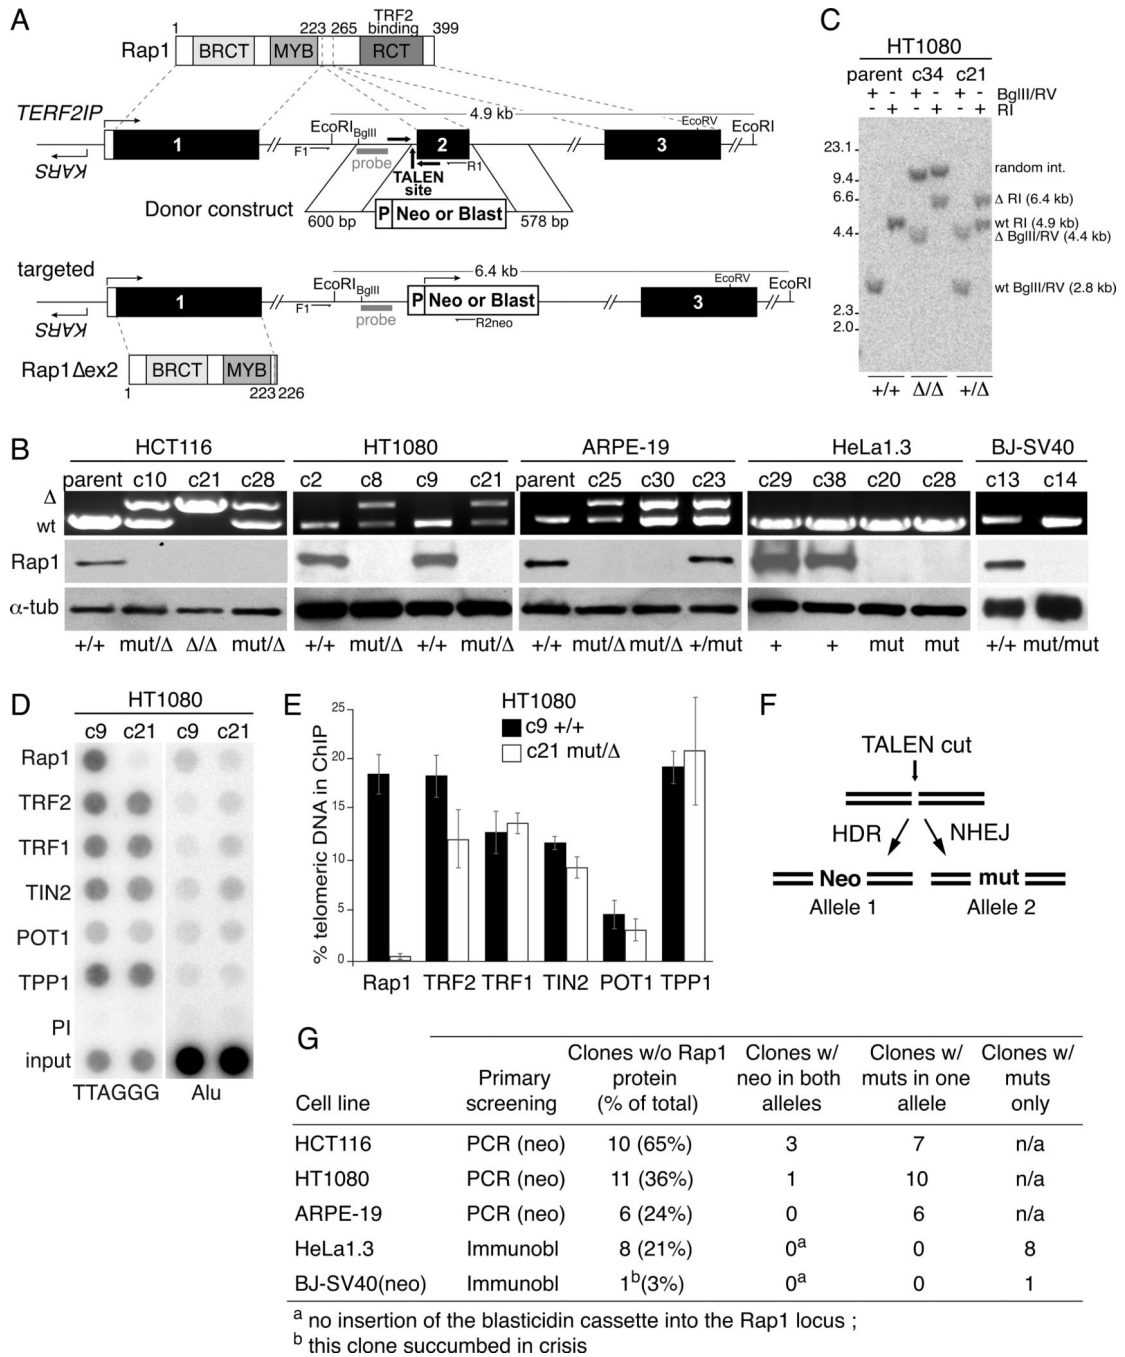 A
1
223
265
TRF2
binding
399
Rap1
BRCT
MYB
RCT
TERF2IP
4.9 kb
EcoRI
BglII
EcoRV
EcoRI
1
2
3
F1
probe
R1
KARS
TALEN
site
Donor construct
P
Neo or Blast
600 bp
578 bp
targeted
6.4 kb
EcoRI
BglII
EcoRV
EcoRI
1
P
Neo or Blast
3
F1
probe
R2neo
KARS
Rap1Δex2
BRCT
MYB
1
223
226
C
HT1080
parent c34 c21
+ - + - + - BglII/RV
- + - + - + RI
23.1
9.4
6.6
4.4
2.3
2.0
random int.
Δ RI (6.4 kb)
wt RI (4.9 kb)
Δ BglII/RV (4.4 kb)
wt BglII/RV (2.8 kb)
+/+ Δ/Δ +/Δ
B
HCT116 HT1080 ARPE-19 HeLa1.3 BJ-SV40
parent c10 c21 c28 c2 c8 c9 c21 parent c25 c30 c23 c29 c38 c20 c28 c13 c14
Δ
wt
Rap1
α-tub
+/+ mut/Δ Δ/Δ mut/Δ +/+ mut/Δ +/+ mut/Δ +/+ mut/Δ mut/Δ +/mut + + mut mut +/+ mut/mut
D
HT1080
c9 c21 c9 c21
Rap1
TRF2
TRF1
TIN2
POT1
TPP1
PI
input
TTAGGG Alu
E
HT1080
c9 +/+
c21 mut/Δ
% telomeric DNA in ChIP
25
20
15
10
5
0
Rap1 TRF2 TRF1 TIN2 POT1 TPP1
F
TALEN cut
HDR
NHEJ
Neo
mut
Allele 1
Allele 2
G
Cell line
Primary
screening
Clones w/o Rap1
protein
(% of total)
Clones w/
neo in both
alleles
Clones w/
muts in one
allele
Clones w/
muts
only
HCT116 PCR (neo) 10 (65%) 3 7 n/a
HT1080 PCR (neo) 11 (36%) 1 10 n/a
ARPE-19 PCR (neo) 6 (24%) 0 6 n/a
HeLa1.3 Immunobl 8 (21%) 0a 0 8
BJ-SV40(neo) Immunobl 1b(3%) 0a 0 1
a no insertion of the blasticidin cassette into the Rap1 locus ;
b this clone succumbed in crisis